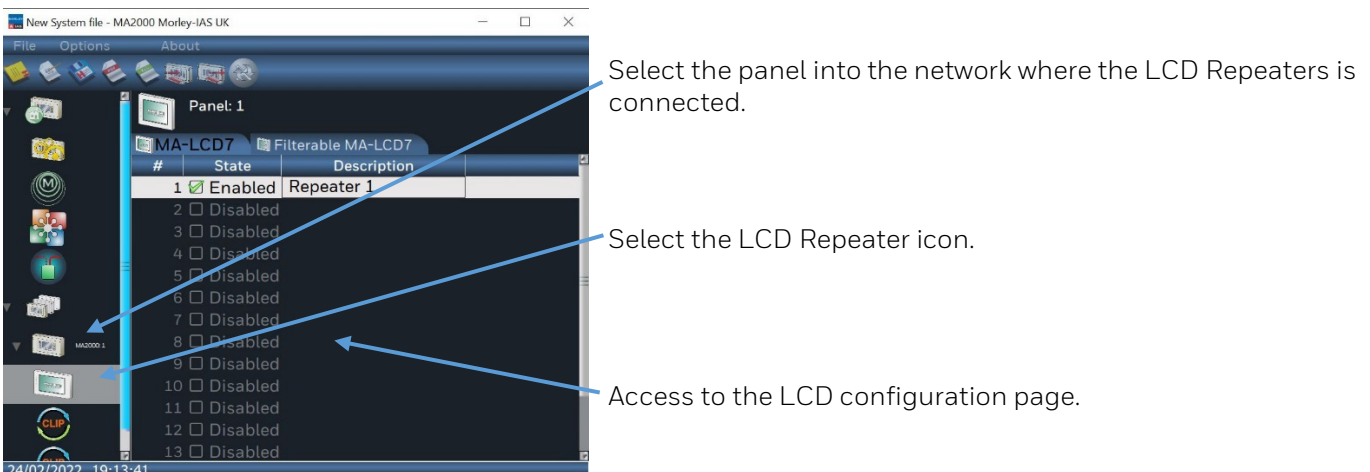 New System file - MA2000 Morley-IAS UK
File Options About
Panel: 1
MA-LCD7 Filterable MA-LCD7
# State Description
1 Enabled Repeater 1
2 Disabled
3 Disabled
4 Disabled
5 Disabled
6 Disabled
7 Disabled
8 Disabled
9 Disabled
10 Disabled
11 Disabled
12 Disabled
13 Disabled
MA2000:1
CLIP
24/02/2022 19:13:41
Select the panel into the network where the LCD Repeaters is
connected.
Select the LCD Repeater icon.
Access to the LCD configuration page.